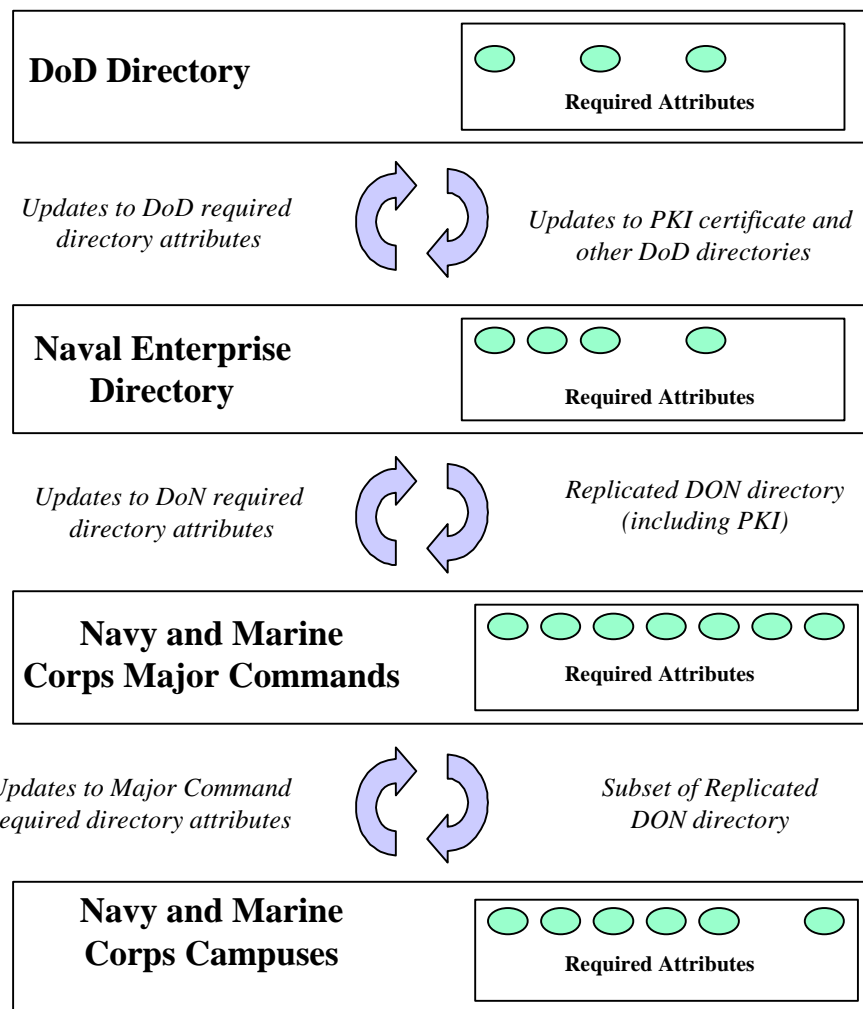 DoD Directory
Required Attributes
Updates to DoD required
directory attributes
Updates to PKI certificate and
other DoD directories
Naval Enterprise
Directory
Required Attributes
Updates to DoN required
directory attributes
Replicated DON directory
(including PKI)
Navy and Marine
Corps Major Commands
Required Attributes
Updates to Major Command
required directory attributes
Subset of Replicated
DON directory
Navy and Marine
Corps Campuses
Required Attributes